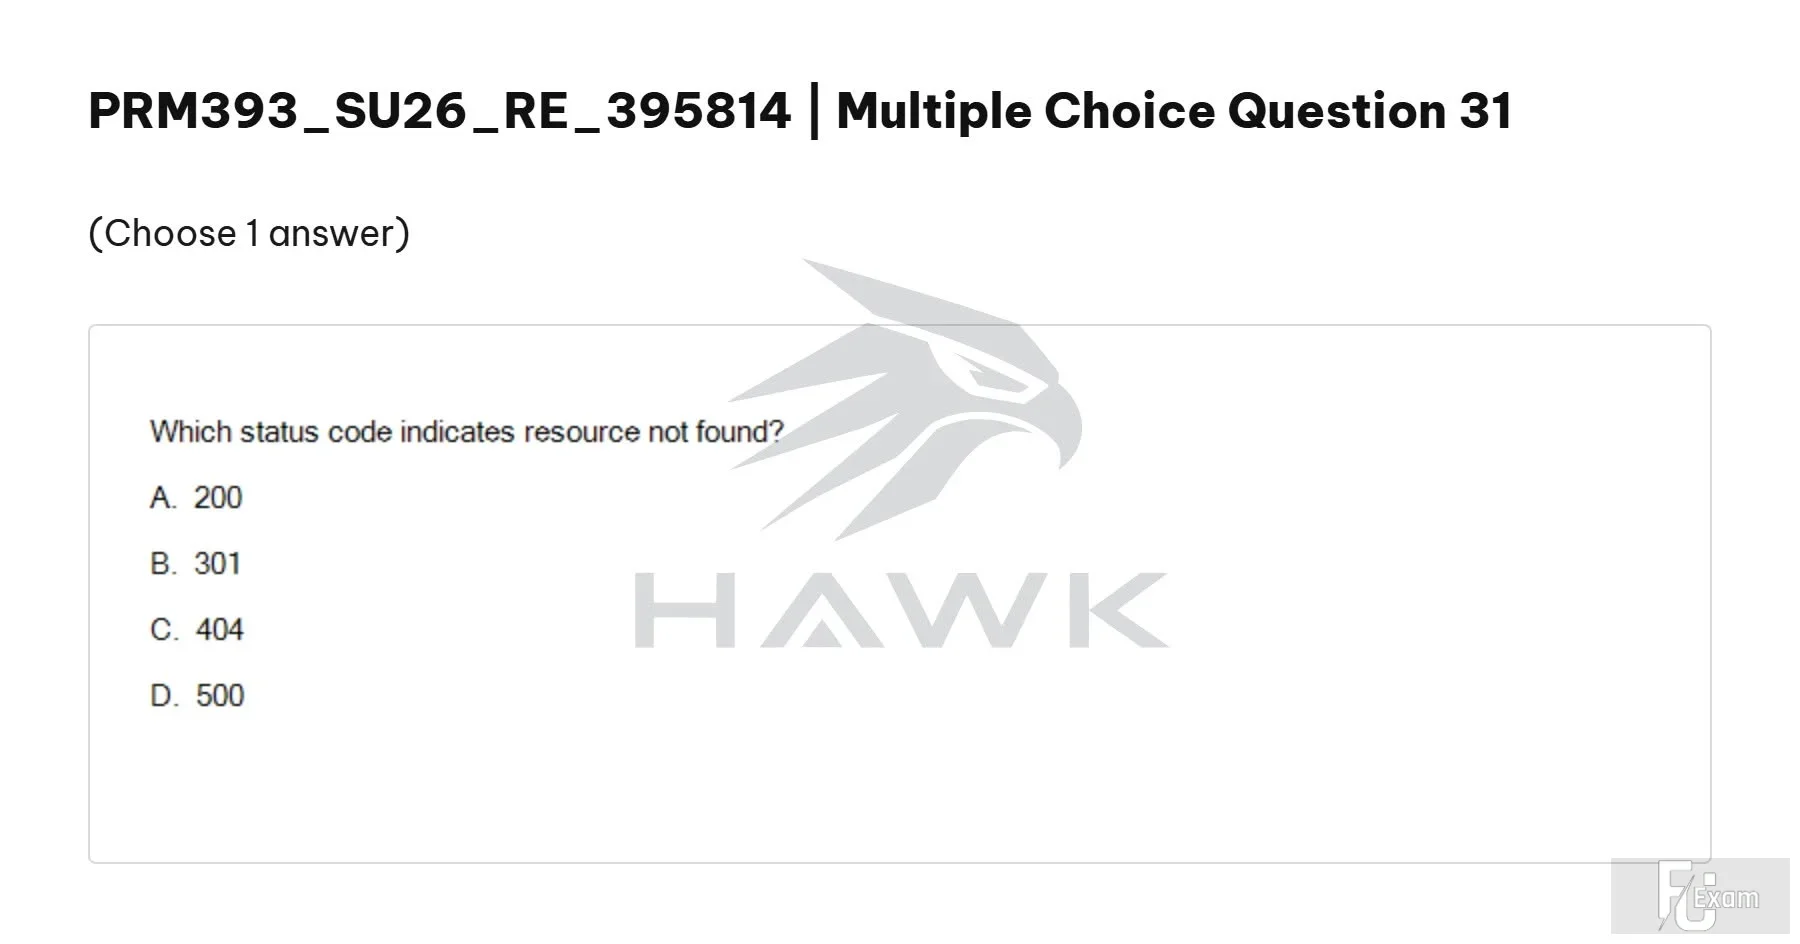 PRM393_SU26_RE_395814 | Multiple Choice Question 31
(Choose 1 answer)
Which status code indicates resource not found?
A. 200
B. 301
C. 404
D. 500
HAWK
FU Exam